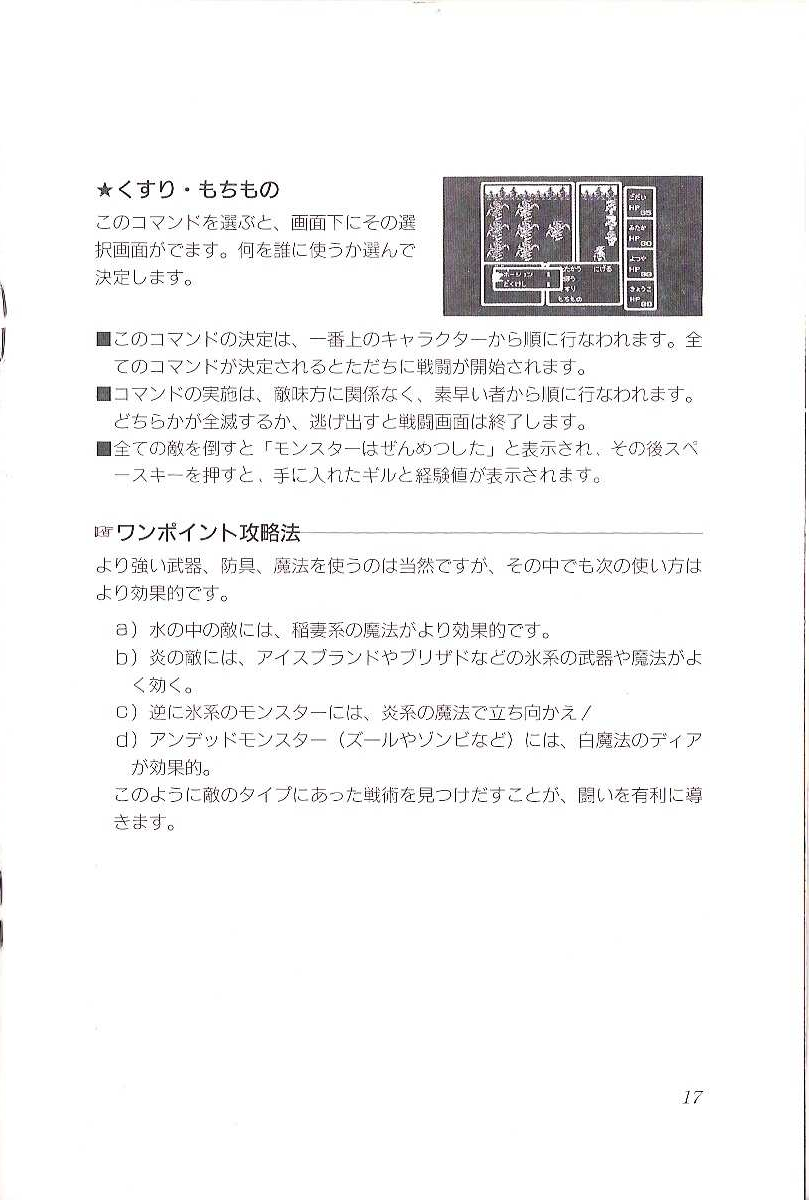 ★くすり・もちもの
このコマンドを選ぶと、画面下にその選
択画面がでます。何を誰に使うか選んで
決定します。
ごだい
HP
みたか
HP
よつや
HP
きょうこ
HP
ポーション
どくけし
たたかう にげる
くすり
もちもの
■このコマンドの決定は、一番上のキャラクターから順に行なわれます。全
てのコマンドが決定されるとただちに戦闘が開始されます。
■コマンドの実施は、敵味方に関係なく、素早い者から順に行なわれます。
どちらかが全滅するか、逃げ出すと戦闘画面は終了します。
■全ての敵を倒すと「モンスターはぜんめつした」と表示され、その後スペ
ースキーを押すと、手に入れたギルと経験値が表示されます。
☞ワンポイント攻略法
より強い武器、防具、魔法を使うのは当然ですが、その中でも次の使い方は
より効果的です。
a）水の中の敵には、稲妻系の魔法がより効果的です。
b）炎の敵には、アイスブランドやブリザドなどの氷系の武器や魔法がよ
く効く。
c）逆に氷系のモンスターには、炎系の魔法で立ち向かえ！
d）アンデッドモンスター（ズールやゾンビなど）には、白魔法のディア
が効果的。
このように敵のタイプにあった戦術を見つけだすことが、闘いを有利に導
きます。
17